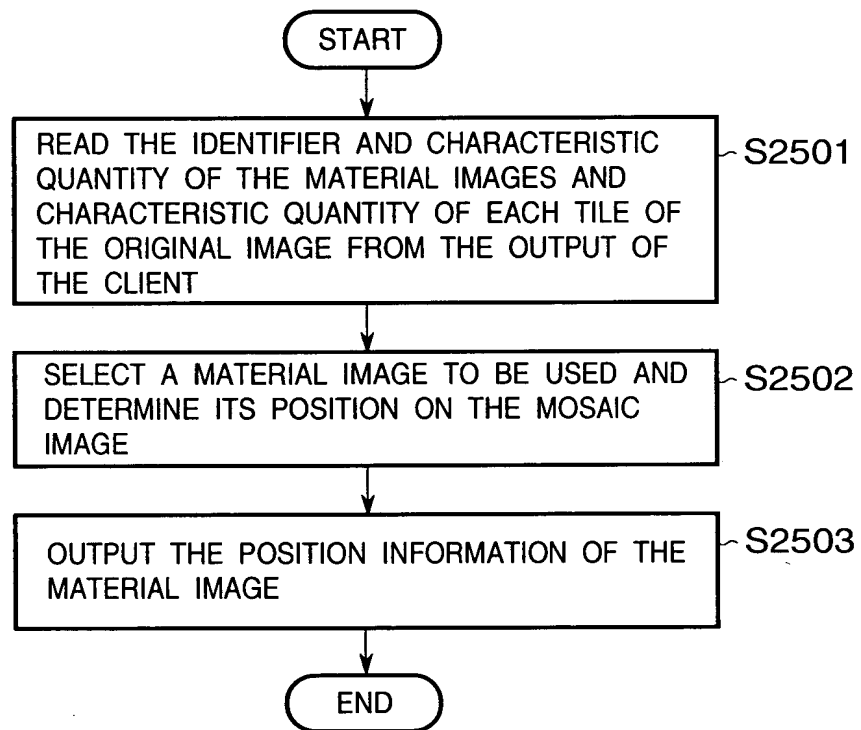 START
READ THE IDENTIFIER AND CHARACTERISTIC
QUANTITY OF THE MATERIAL IMAGES AND
CHARACTERISTIC QUANTITY OF EACH TILE OF
THE ORIGINAL IMAGE FROM THE OUTPUT OF
THE CLIENT
S2501
SELECT A MATERIAL IMAGE TO BE USED AND
DETERMINE ITS POSITION ON THE MOSAIC
IMAGE
S2502
OUTPUT THE POSITION INFORMATION OF THE
MATERIAL IMAGE
S2503
END